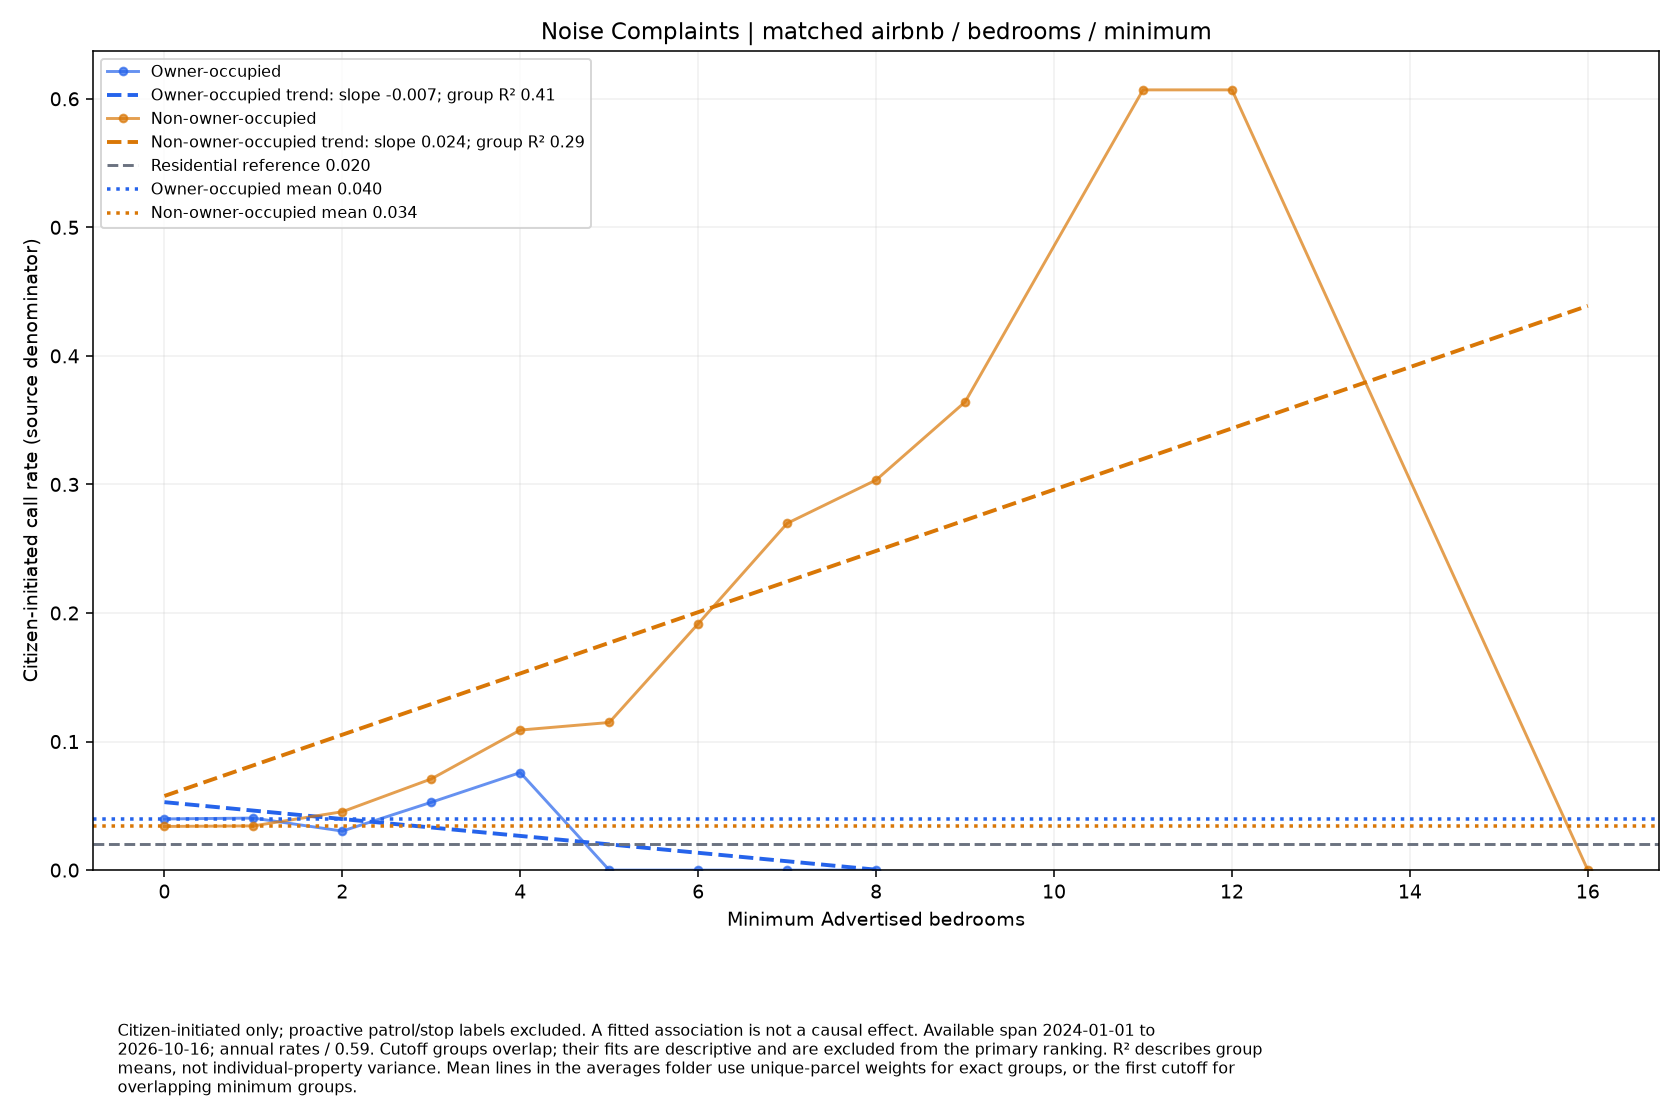 Noise Complaints | matched airbnb / bedrooms / minimum
Owner-occupied
Owner-occupied trend: slope -0.007; group R² 0.41
Non-owner-occupied
Non-owner-occupied trend: slope 0.024; group R² 0.29
Residential reference 0.020
Owner-occupied mean 0.040
Non-owner-occupied mean 0.034
Citizen-initiated call rate (source denominator)
0.6
0.5
0.4
0.3
0.2
0.1
0.0
0 2 4 6 8 10 12 14 16
Minimum Advertised bedrooms
Citizen-initiated only; proactive patrol/stop labels excluded. A fitted association is not a causal effect. Available span 2024-01-01 to
2026-10-16; annual rates / 0.59. Cutoff groups overlap; their fits are descriptive and are excluded from the primary ranking. R² describes group
means, not individual-property variance. Mean lines in the averages folder use unique-parcel weights for exact groups, or the first cutoff for
overlapping minimum groups.